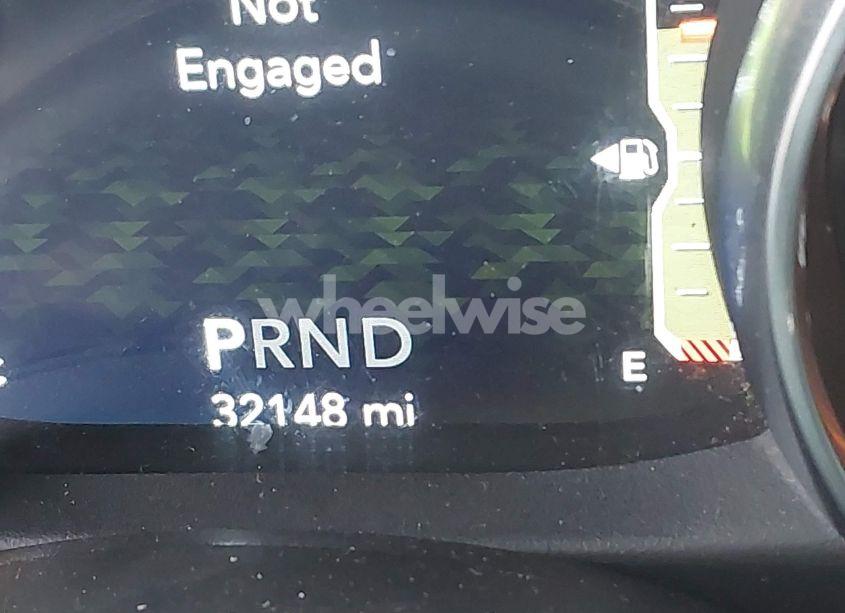 Not
Engaged
wheelwise
PRND
E
32148 mi